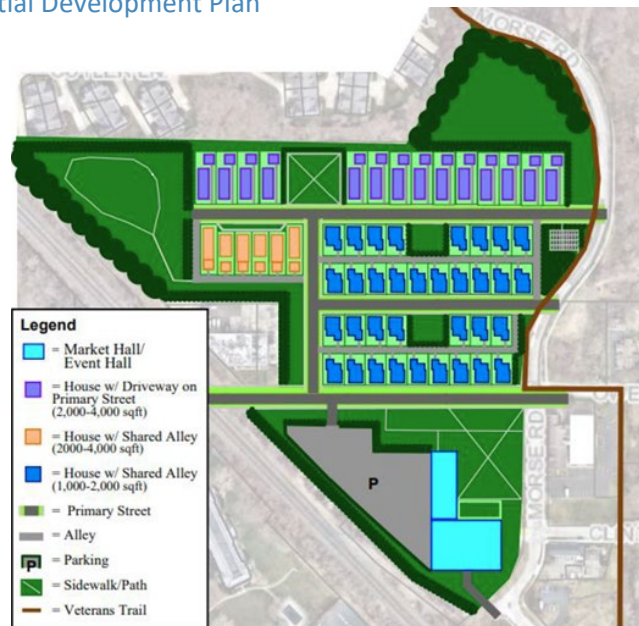 tial Development Plan
MORSE RD
CUTLER LN
Legend
= Market Hall/
Event Hall
= House w/ Driveway on
Primary Street
(2,000-4,000 sqft)
= House w/ Shared Alley
(2000-4,000 sqft)
= House w/ Shared Alley
(1,000-2,000 sqft)
= Primary Street
= Alley
P
= Parking
= Sidewalk/Path
= Veterans Trail
P
MORSE RD